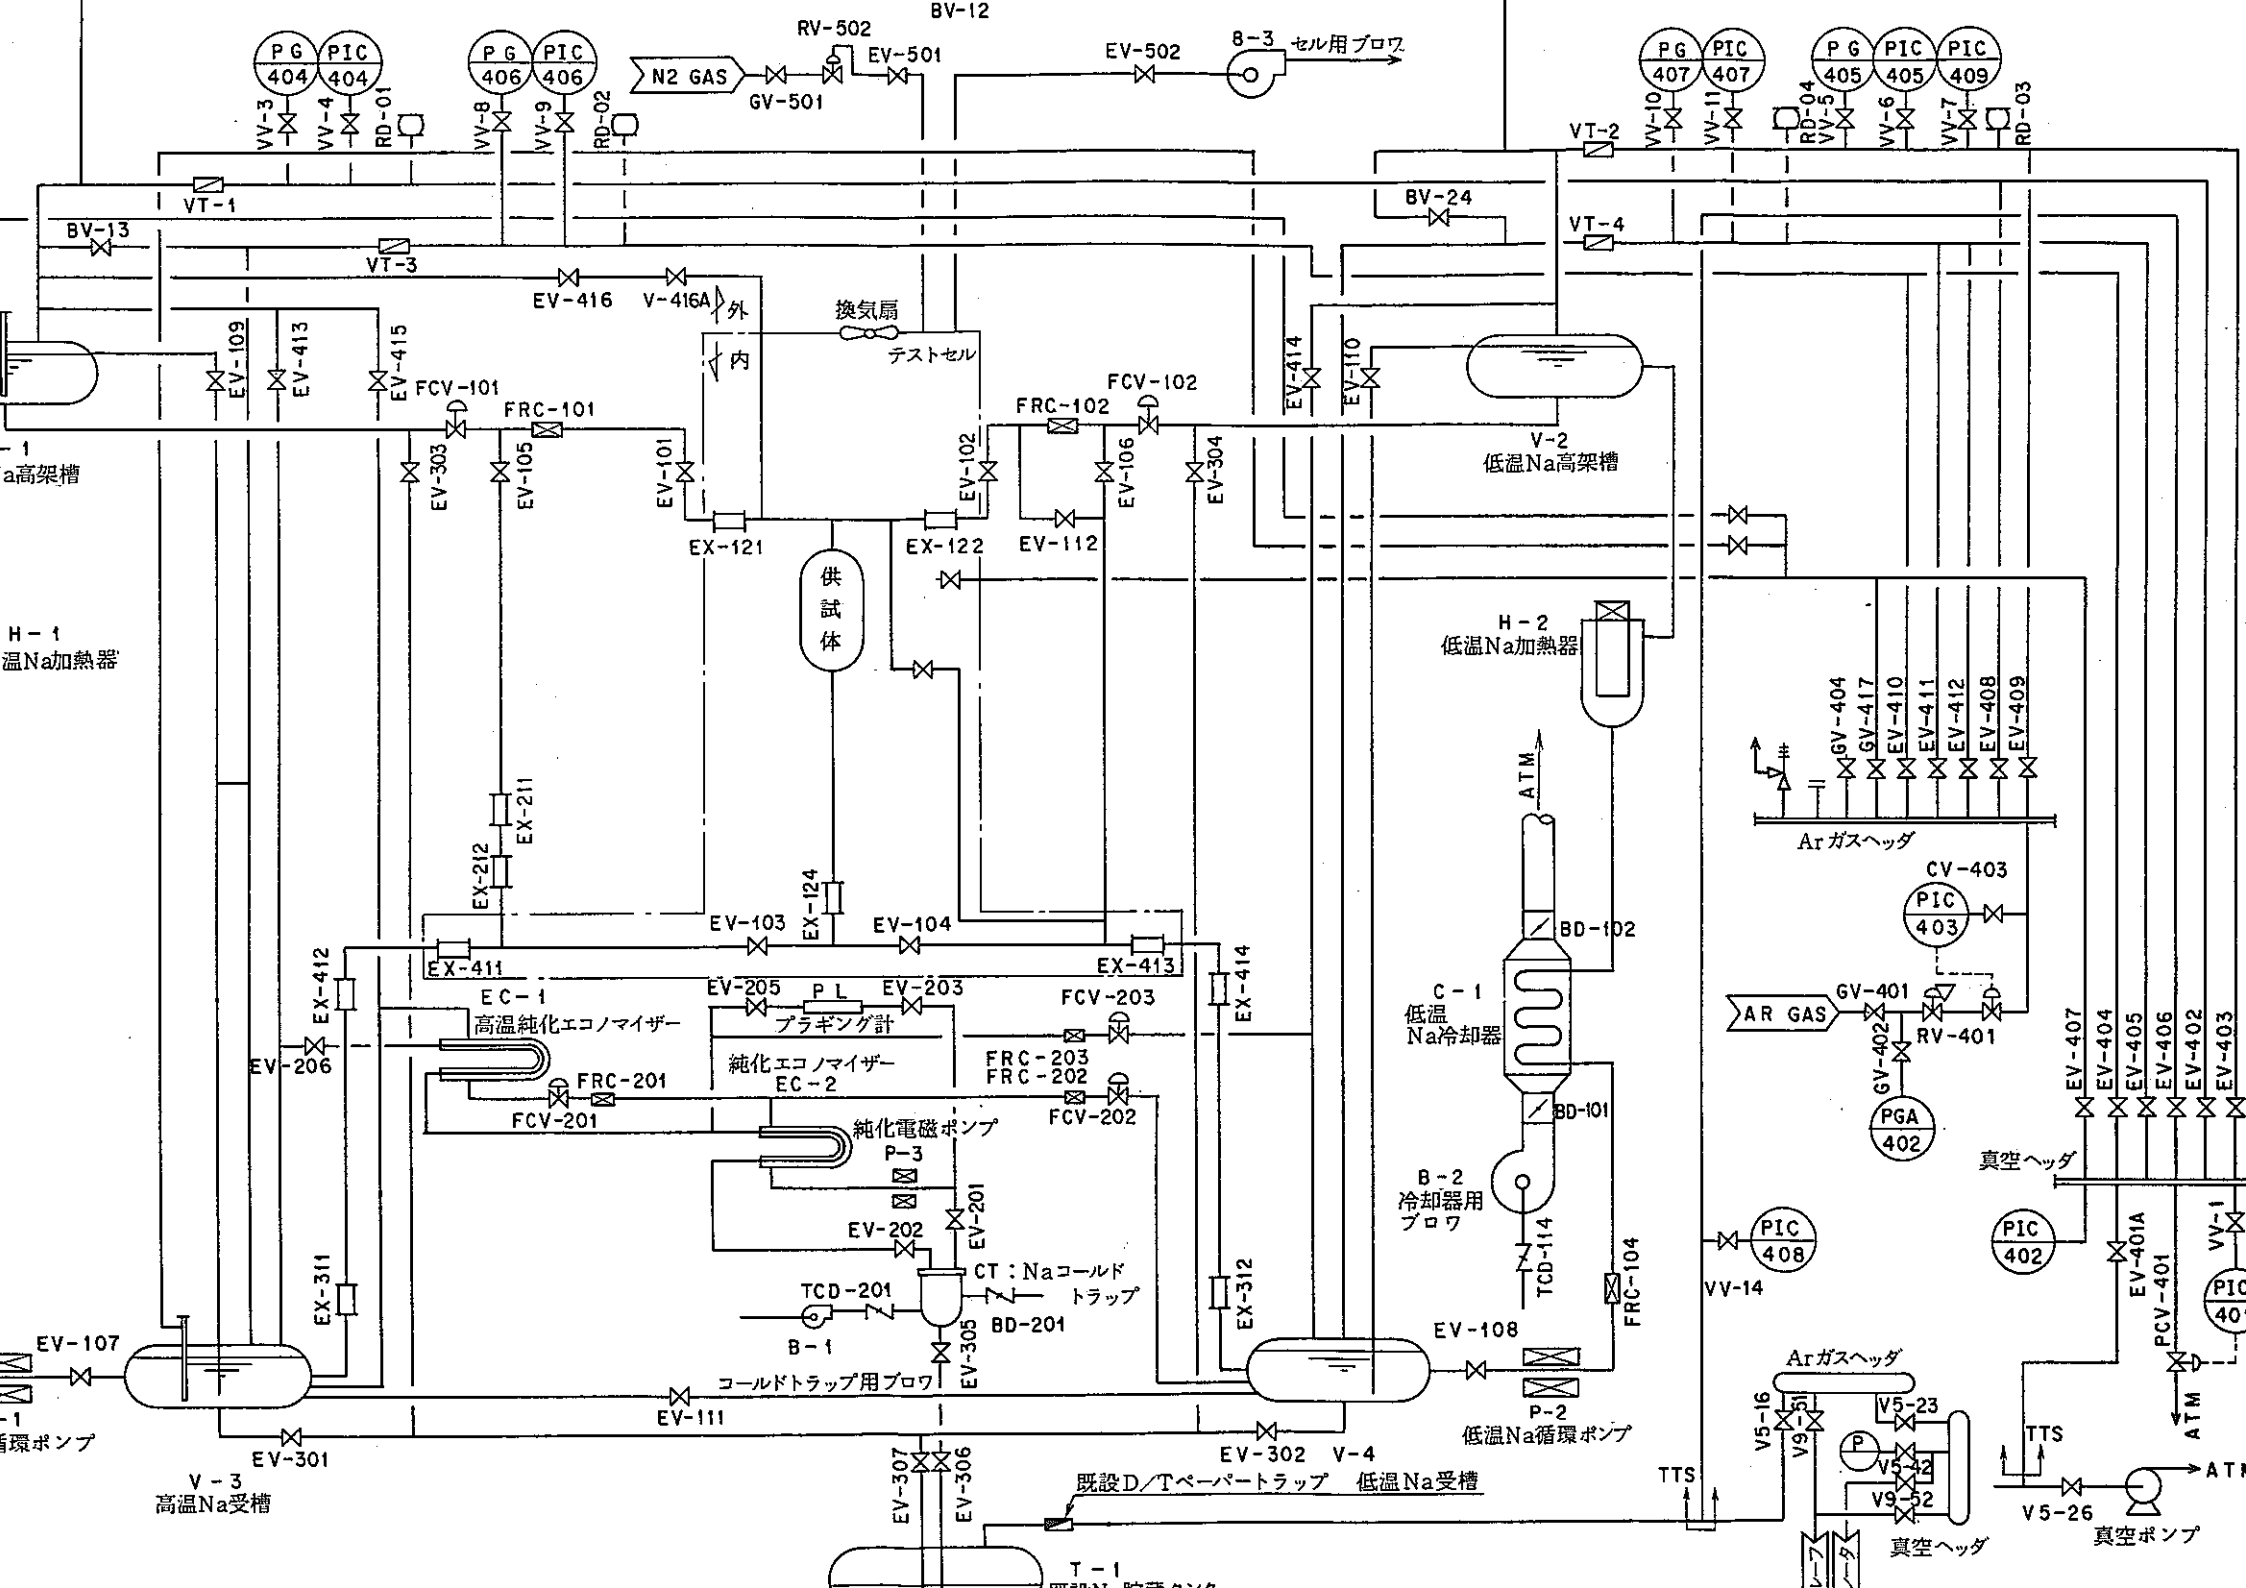 BV-12
RV-502
EV-501
EV-502
8-3
セル用ブロワ
N2 GAS
GV-501
PG
404
PIC
404
PG
406
PIC
406
PG
407
PIC
407
PG
405
PIC
405
PIC
409
VV-3
VV-4
RD-01
VV-8
VV-9
RD-02
VV-10
VV-11
RD-04
VV-5
VV-6
VV-7
RD-03
VT-1
VT-2
BV-24
BV-13
VT-3
VT-4
EV-416
V-416A
外
内
換気扇
テストセル
EV-109
EV-413
EV-415
FCV-101
FRC-101
FRC-102
FCV-102
EV-414
EV-110
V-2
低温Na高架槽
-1
a高架槽
EV-303
EV-105
EV-101
EV-102
EV-106
EV-304
EX-121
EX-122
EV-112
供
試
体
H-1
温Na加熱器
H-2
低温Na加熱器
GV-404
GV-417
EV-410
EV-411
EV-412
EV-408
EV-409
ATM
Arガスヘッダ
EX-211
EX-212
EX-124
EV-103
EV-104
BD-102
CV-403
PIC
403
EX-411
EX-413
EX-412
EX-414
EC-1
高温純化エコノマイザー
EV-205
PL
EV-203
プラギング計
FCV-203
C-1
低温
Na冷却器
AR GAS
GV-401
RV-401
GV-402
PGA
402
EV-206
純化エコノマイザー
EC-2
FRC-203
FRC-202
FRC-201
FCV-201
FCV-202
BD-101
EV-407
EV-404
EV-405
EV-406
EV-402
EV-403
純化電磁ポンプ
P-3
真空ヘッダ
B-2
冷却器用
ブロワ
EV-202
EV-201
TCD-114
PIC
408
VV-14
PIC
402
EV-401A
PCV-401
VV-1
PIC
401
EX-311
EX-312
CT：Naコールド
トラップ
TCD-201
BD-201
B-1
EV-305
FRC-104
EV-107
EV-108
コールドトラップ用ブロワ
EV-111
-1
循環ポンプ
P-2
低温Na循環ポンプ
Arガスヘッダ
V5-16
V9-51
V5-23
P
V5-42
V9-52
ATM
TTS
EV-301
EV-302
V-4
V-3
高温Na受槽
EV-307
EV-306
既設D/Tペーパートラップ
低温Na受槽
TTS
ATM
V5-26
真空ポンプ
真空ヘッダ
T-1